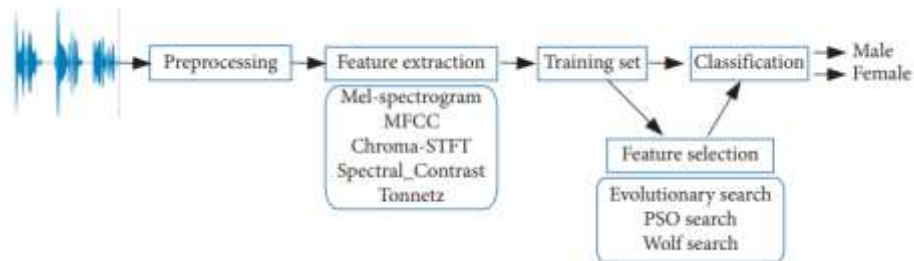 Preprocessing
Feature extraction
Mel-spectrogram
MFCC
Chroma-STFT
Spectral_Contrast
Tonnetz
Training set
Feature selection
Evolutionary search
PSO search
Wolf search
Classification
Male
Female